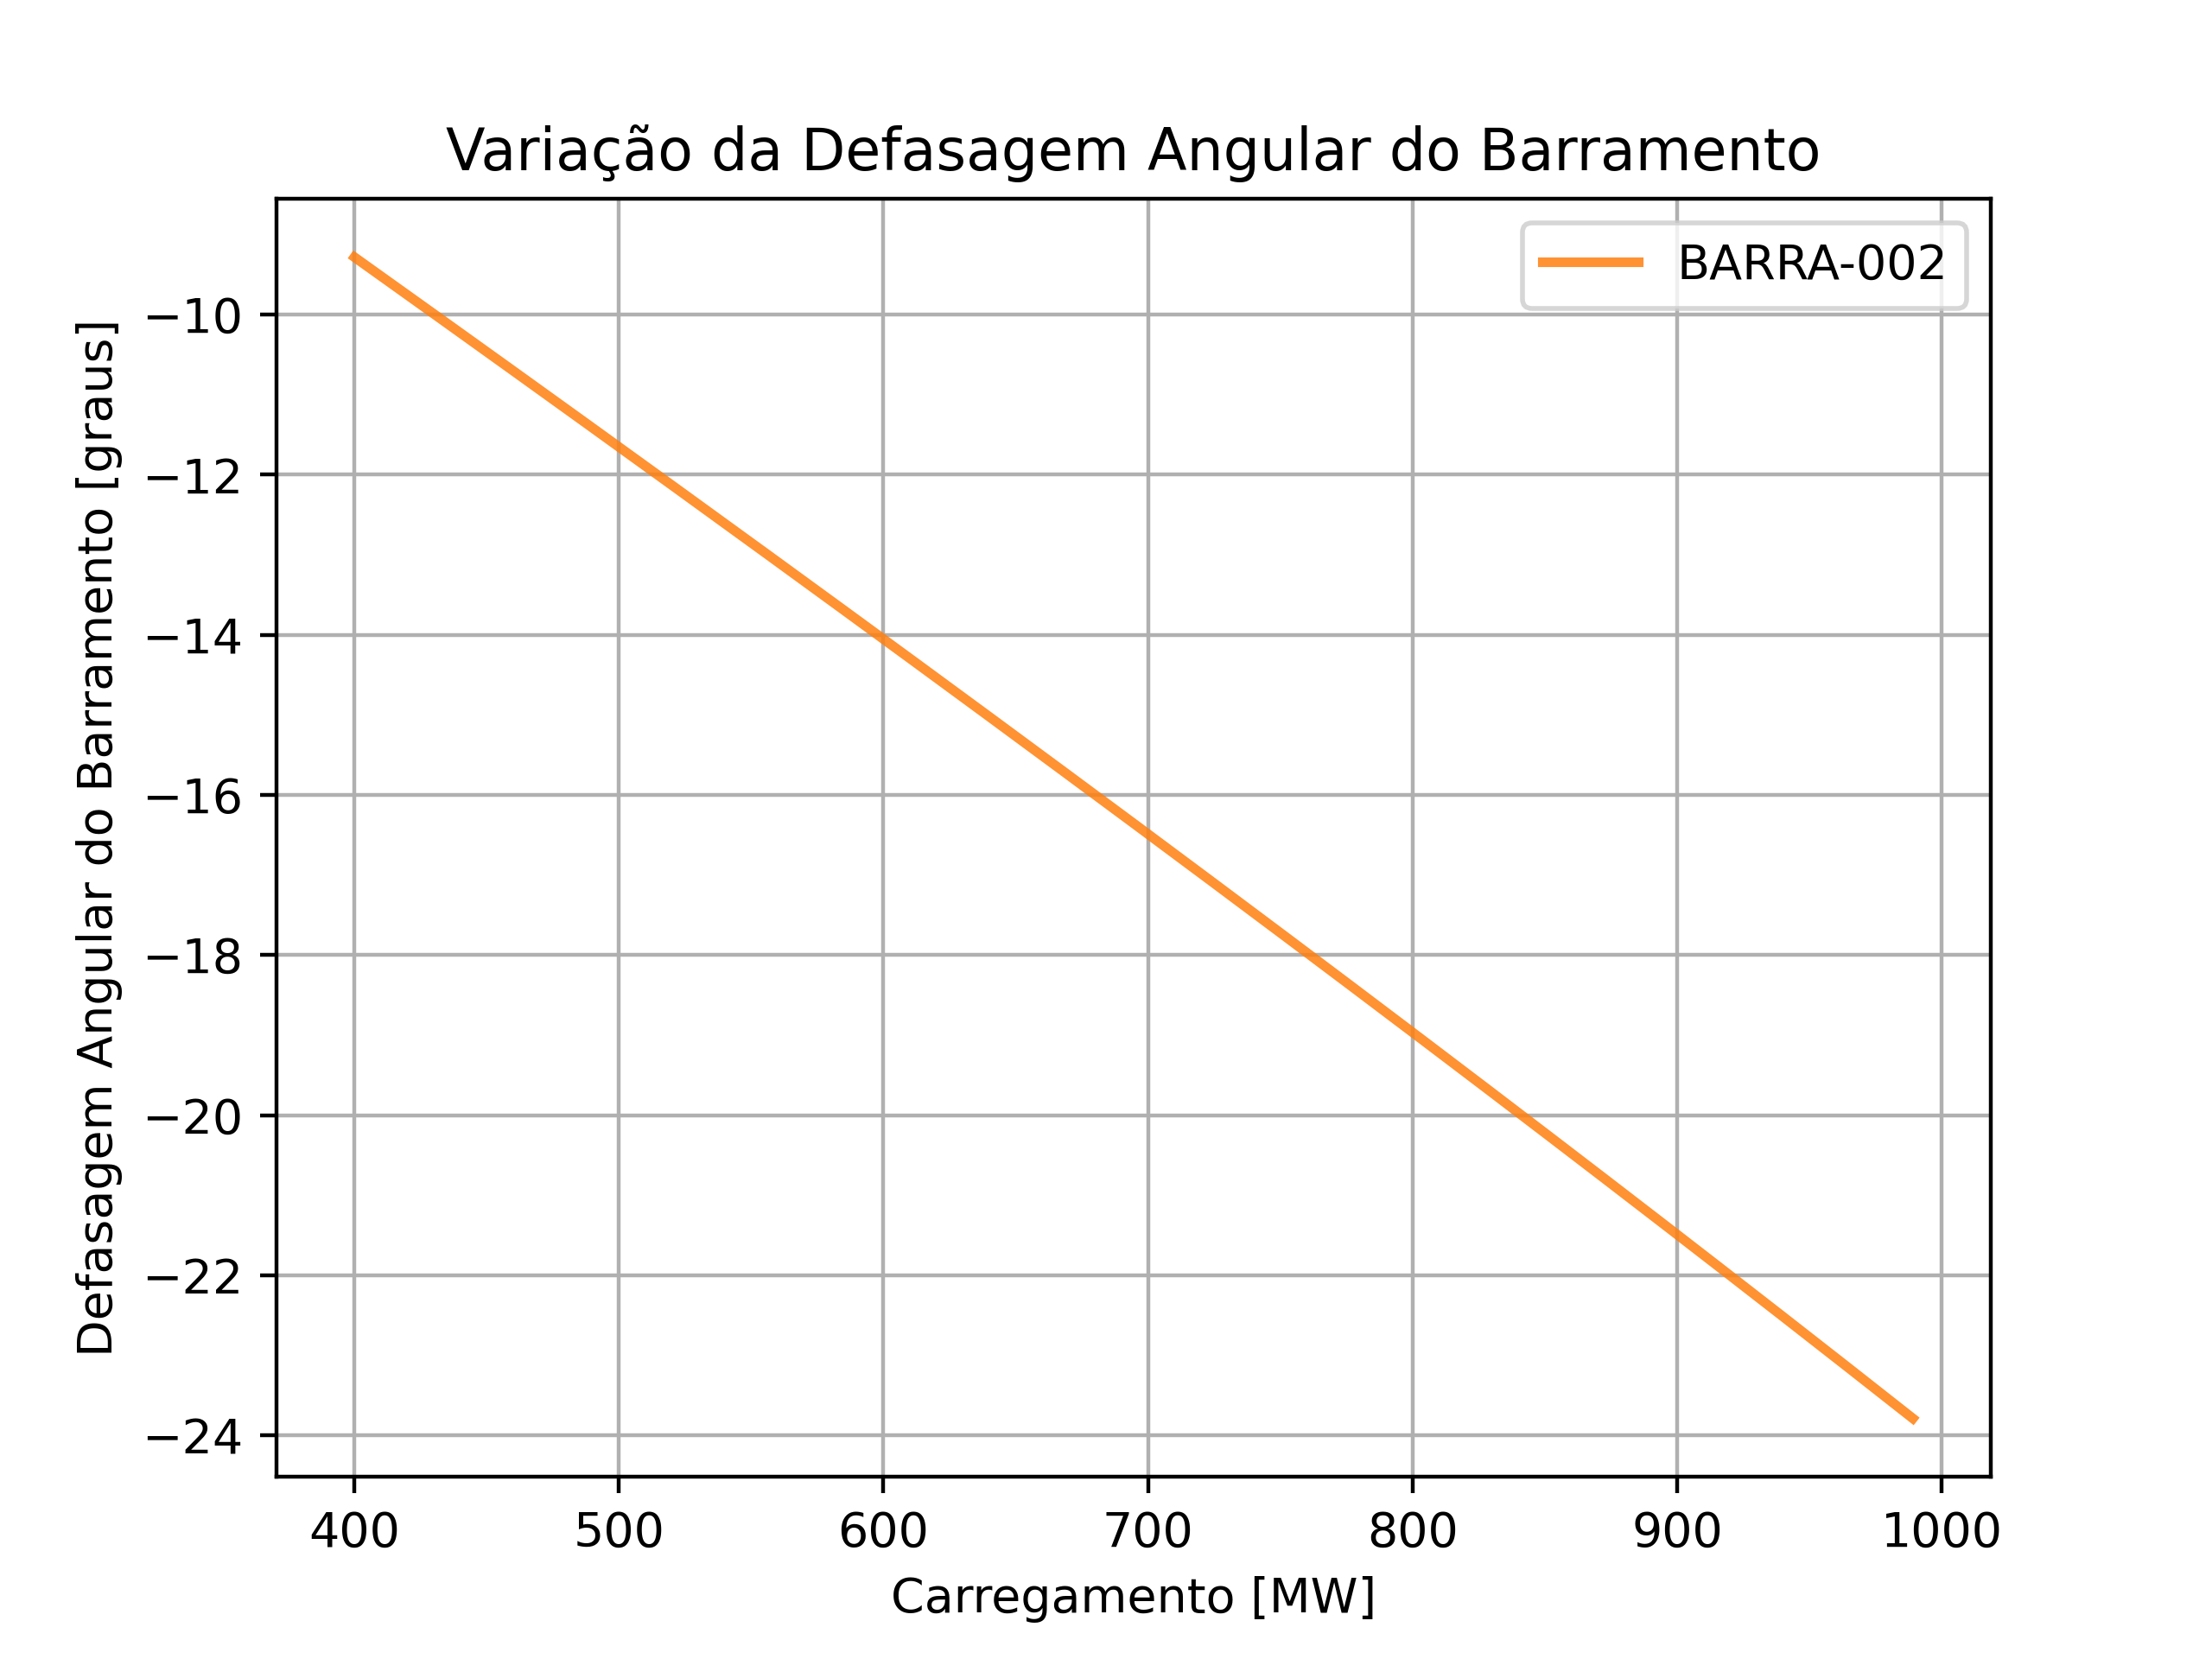 Variação da Defasagem Angular do Barramento
BARRA-002
Defasagem Angular do Barramento [graus]
−10
−12
−14
−16
−18
−20
−22
−24
400 500 600 700 800 900 1000
Carregamento [MW]